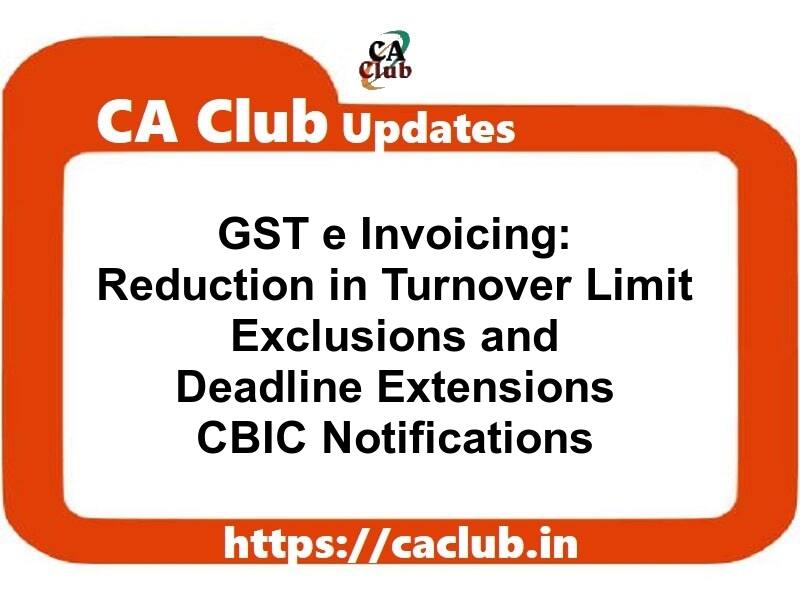 CA
Club
CA Club Updates
GST e Invoicing:
Reduction in Turnover Limit
Exclusions and
Deadline Extensions
CBIC Notifications
https://caclub.in